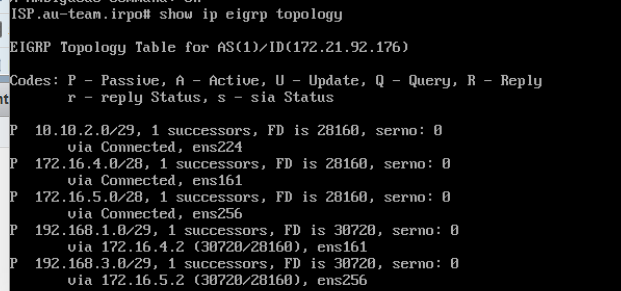 ISP.au-team.irpo# show ip eigrp topology
EIGRP Topology Table for AS(1)/ID(172.21.92.176)
Codes: P - Passive, A - Active, U - Update, Q - Query, R - Reply
r - reply Status, s - sia Status
P 10.10.2.0/29, 1 successors, FD is 28160, serno: 0
via Connected, ens224
P 172.16.4.0/28, 1 successors, FD is 28160, serno: 0
via Connected, ens161
P 172.16.5.0/28, 1 successors, FD is 28160, serno: 0
via Connected, ens256
P 192.168.1.0/29, 1 successors, FD is 30720, serno: 0
via 172.16.4.2 (30720/28160), ens161
P 192.168.3.0/29, 1 successors, FD is 30720, serno: 0
via 172.16.5.2 (30720/28160), ens256